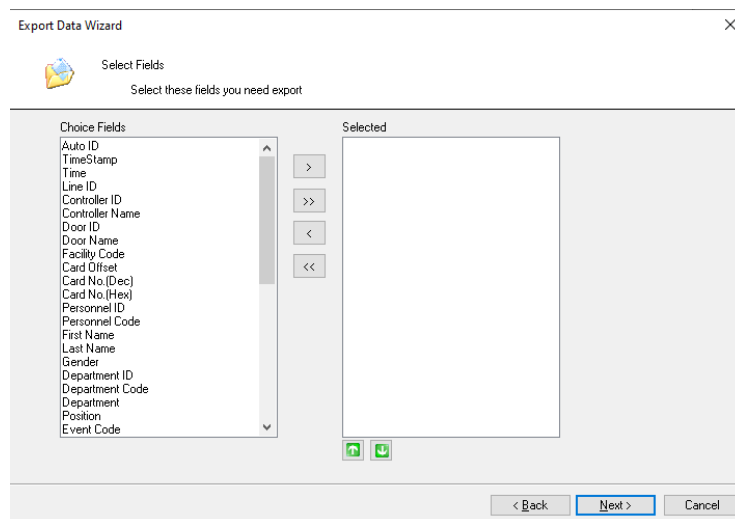 Export Data Wizard
Select Fields
Select these fields you need export
Choice Fields
Auto ID
TimeStamp
Time
Line ID
Controller ID
Controller Name
Door ID
Door Name
Facility Code
Card Offset
Card No.(Dec)
Card No.(Hex)
Personnel ID
Personnel Code
First Name
Last Name
Gender
Department ID
Department Code
Department
Position
Event Code
>
>>
<
<<
Selected
< Back
Next >
Cancel